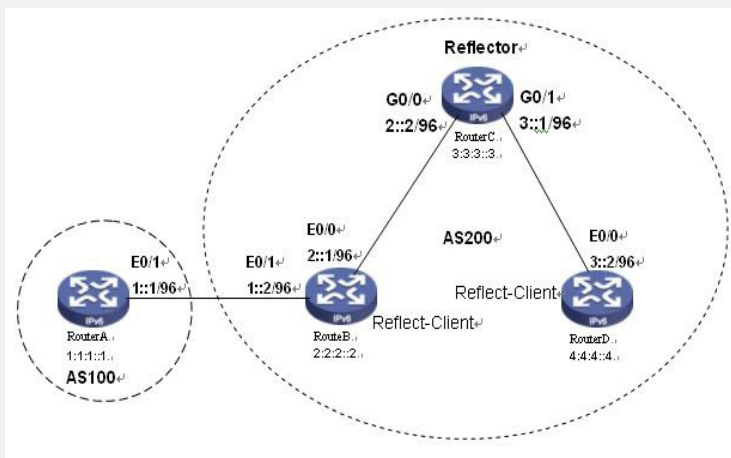 Reflector↵
G0/0↵
2::2/96↵
G0/1↵
3::1/96↵
IPv6
RouterC↵
3:3:3::3↵
E0/0↵
2::1/96↵
AS200↵
E0/0↵
3::2/96↵
E0/1↵
1::1/96↵
E0/1↵
1::2/96↵
Reflect-Client↵
IPv6
RouterA↵
1:1:1::1↵
AS100↵
IPv6
RouteB↵
2:2:2::2↵
Reflect-Client↵
IPv6
RouterD↵
4:4:4::4↵